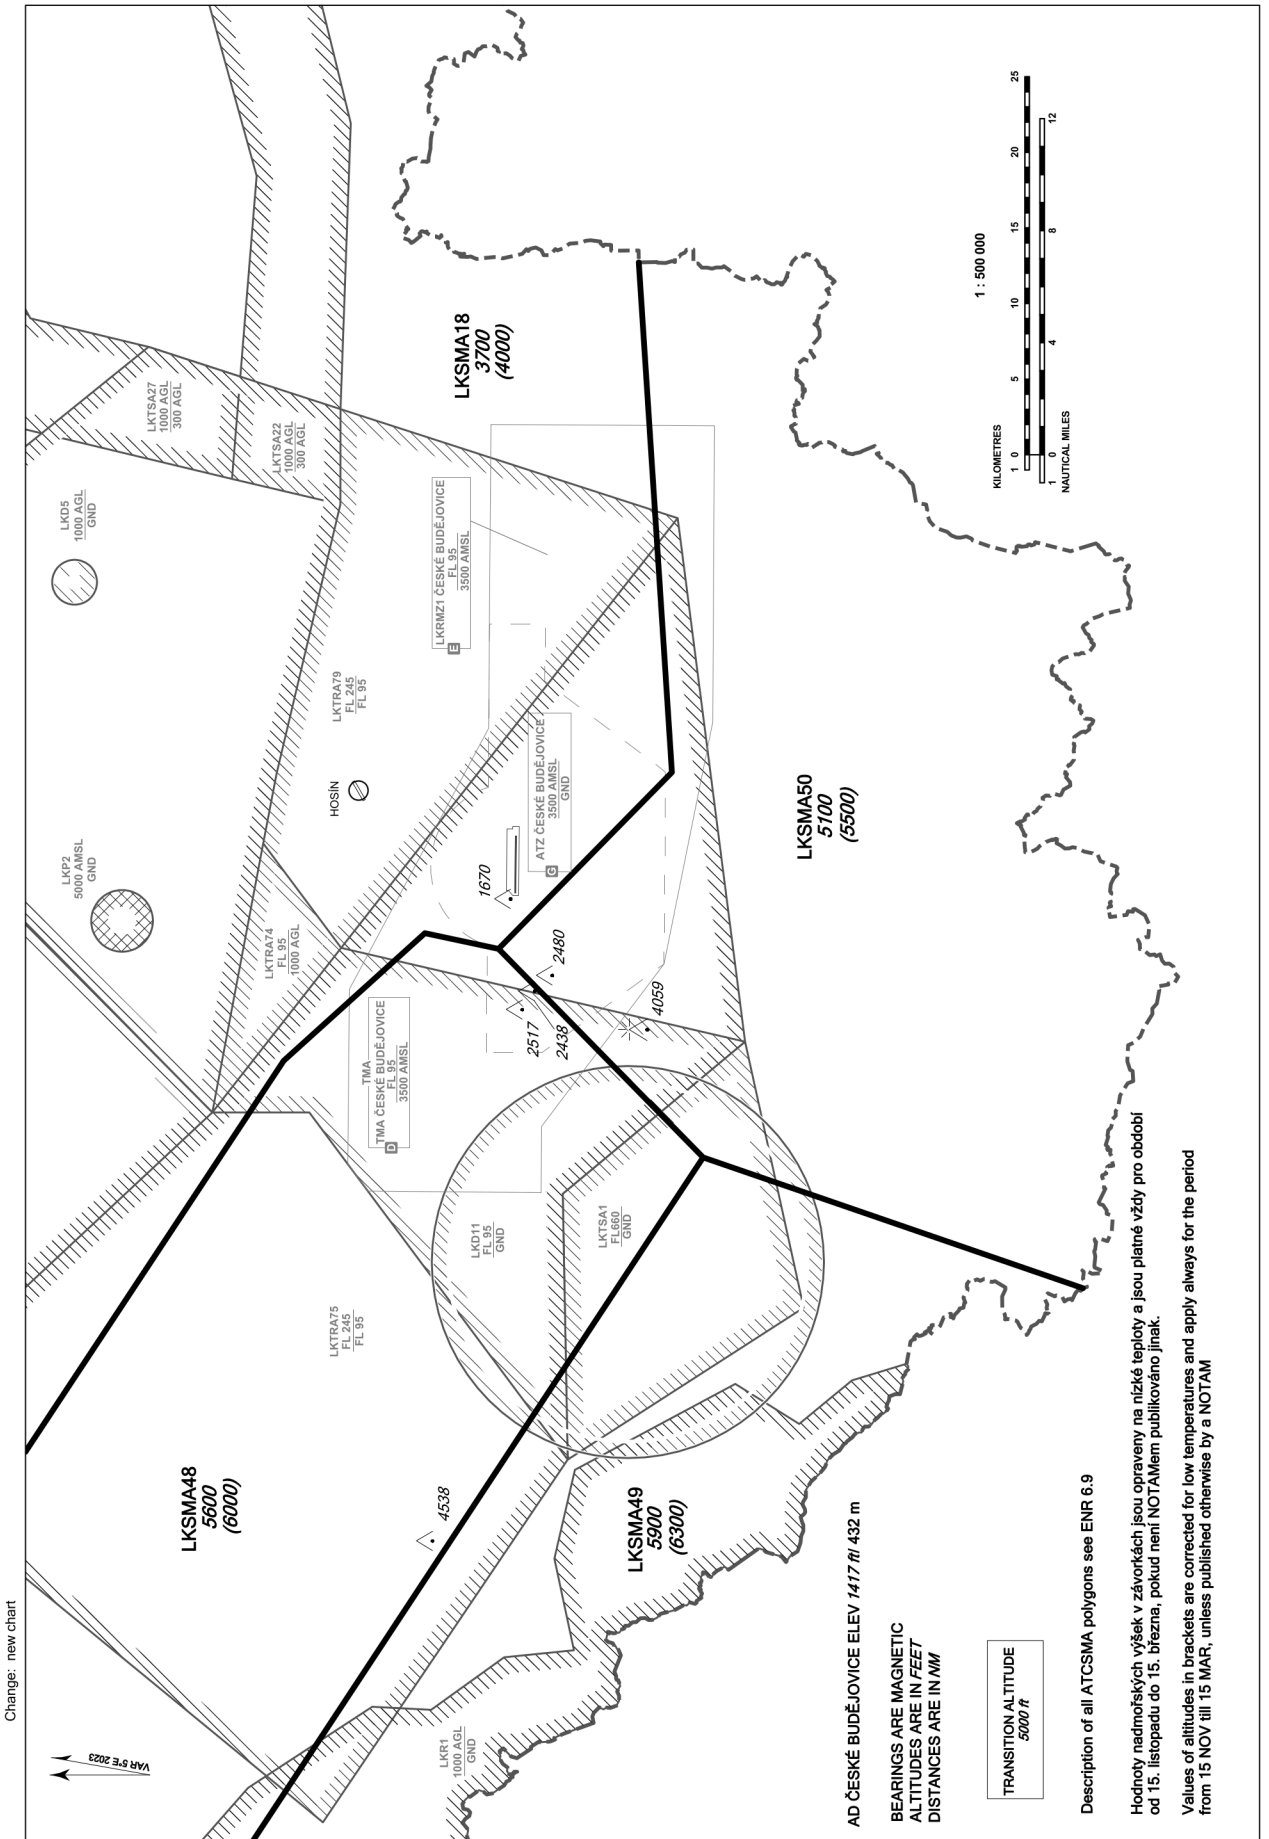 Change: new chart
VAR 5°E 2023
LKP2
5000 AMSL
GND
LKD5
1000 AGL
GND
LKTSA27
1000 AGL
300 AGL
LKTSA22
1000 AGL
300 AGL
LKTRA74
FL 95
1000 AGL
LKTRA79
FL 245
FL 95
HOSÍN
LKSMA48
5600
(6000)
LKTRA75
FL 245
FL 95
TMA
TMA ČESKÉ BUDĚJOVICE
FL 95
3500 AMSL
D
LKRMZ1 ČESKÉ BUDĚJOVICE
FL 95
3500 AMSL
E
LKSMA18
3700
(4000)
4538
LKR1
1000 AGL
GND
LKD11
FL 95
GND
1670
ATZ ČESKÉ BUDĚJOVICE
3500 AMSL
GND
G
2517
2438
2480
4059
LKTSA1
FL660
GND
LKSMA49
5900
(6300)
LKSMA50
5100
(5500)
1 : 500 000
KILOMETRES
1 0 5 10 15 20 25
1 0 4 8 12
NAUTICAL MILES
AD ČESKÉ BUDĚJOVICE ELEV 1417 ft/ 432 m
BEARINGS ARE MAGNETIC
ALTITUDES ARE IN FEET
DISTANCES ARE IN NM
TRANSITION ALTITUDE
5000 ft
Description of all ATCSMA polygons see ENR 6.9
Hodnoty nadmořských výšek v závorkách jsou opraveny na nízké teploty a jsou platné vždy pro období
od 15. listopadu do 15. března, pokud není NOTAMem publikováno jinak.
Values of altitudes in brackets are corrected for low temperatures and apply always for the period
from 15 NOV till 15 MAR, unless published otherwise by a NOTAM